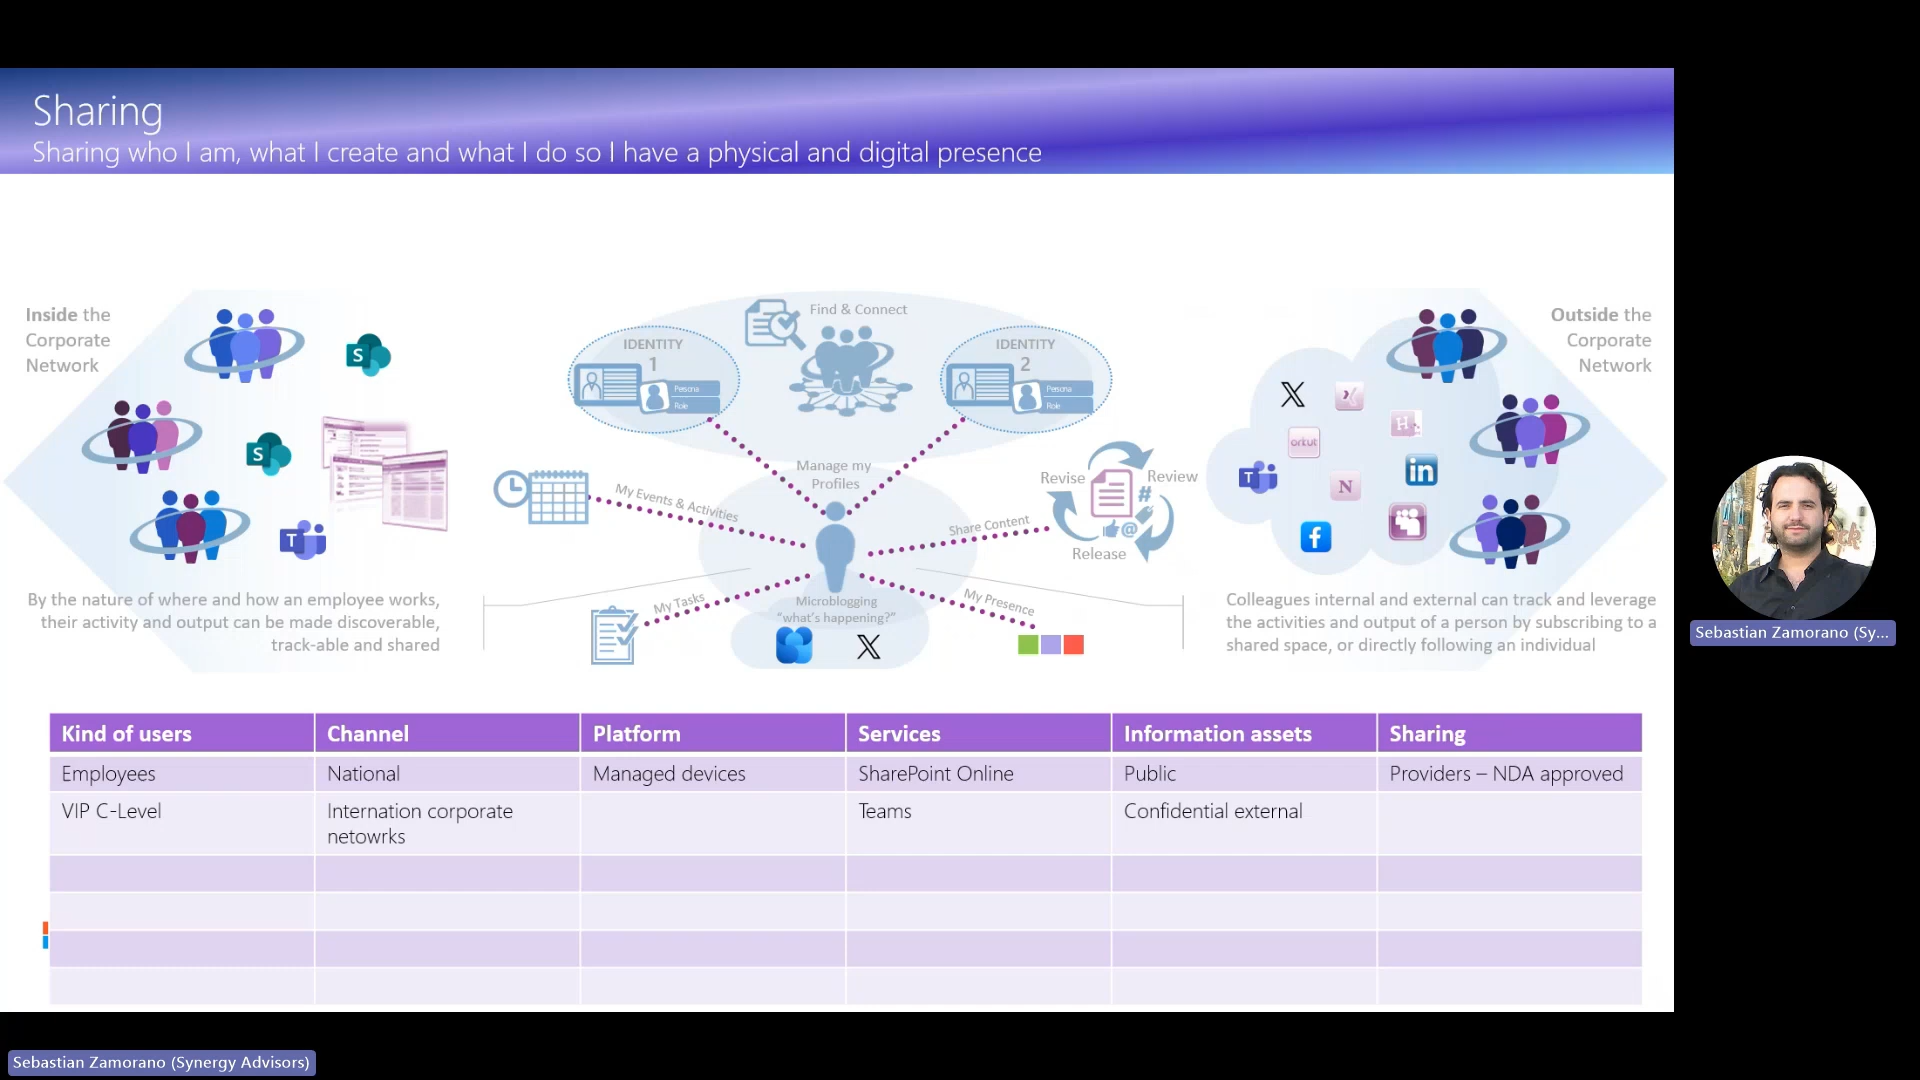 Sharing
Sharing who I am, what I create and what I do so I have a physical and digital presence
Inside the
Corporate
Network
S
S
T
By the nature of where and how an employee works,
their activity and output can be made discoverable,
track-able and shared
Find & Connect
IDENTITY
1
Persona
Role
IDENTITY
2
Persona
Role
Manage my
Profiles
My Events & Activities
Share Content
Revise
Review
#
@
Release
My Tasks
My Presence
Microblogging
"what's happening?"
X
Outside the
Corporate
Network
X
H
orkut
T
in
N
f
Colleagues internal and external can track and leverage
the activities and output of a person by subscribing to a
shared space, or directly following an individual
Kind of users Channel Platform Services Information assets Sharing
Employees National Managed devices SharePoint Online Public Providers – NDA approved
VIP C-Level Internation corporate Teams Confidential external
netowrks
Sebastian Zamorano (Sy...
Sebastian Zamorano (Synergy Advisors)